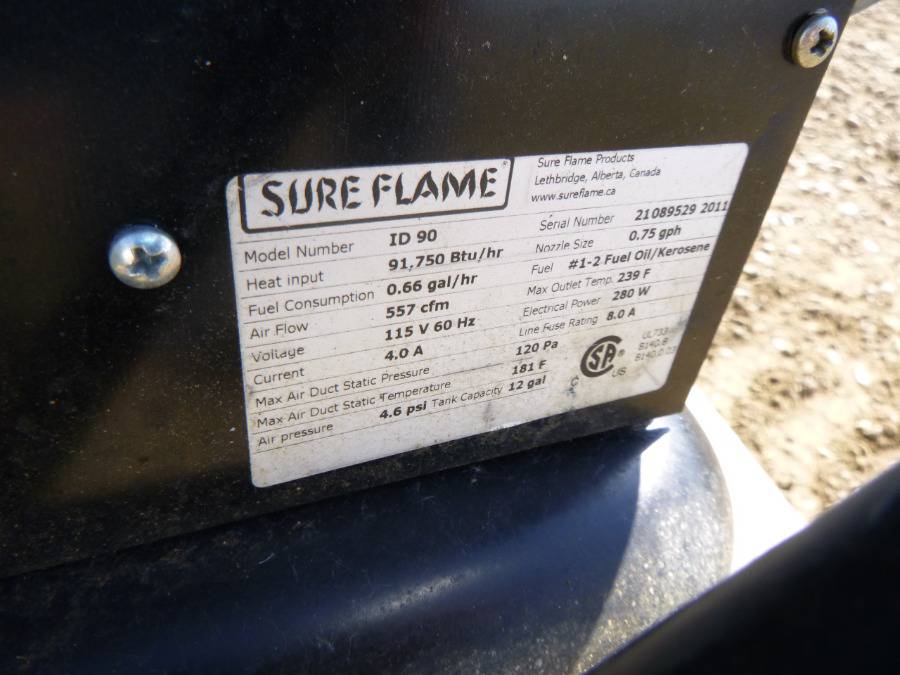 SURE FLAME
Sure Flame Products
Lethbridge, Alberta, Canada
www.sureflame.ca
Model Number ID 90
Serial Number 21089529 2011
Heat input 91,750 Btu/hr
Nozzle Size 0.75 gph
Fuel Consumption 0.66 gal/hr
Fuel #1-2 Fuel Oil/Kerosene
Air Flow 557 cfm
Max Outlet Temp. 239 F
Voltage 115 V 60 Hz
Electrical Power 280 W
Current 4.0 A
Line Fuse Rating 8.0 A
Max Air Duct Static Pressure 120 Pa
Max Air Duct Static Temperature 181 F
Air pressure 4.6 psi Tank Capacity 12 gal
SA ®
C US
UL733
B140.8